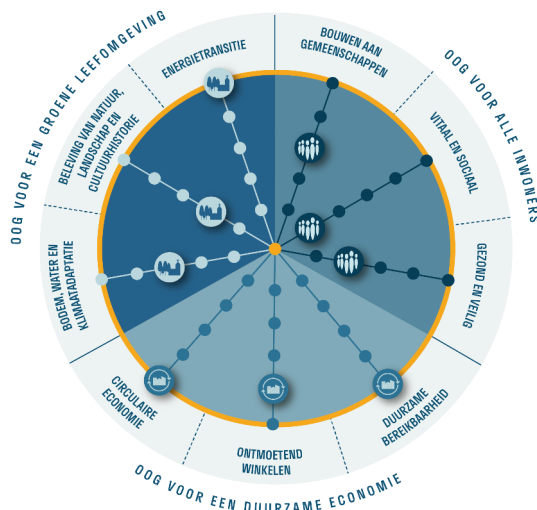 OOG VOOR EEN GROENE LEEFOMGEVING
ENERGIETRANSITIE
BELEVING VAN NATUUR,
LANDSCHAP EN
CULTUURHISTORIE
BODEM, WATER EN
KLIMAATADAPTATIE
OOG VOOR ALLE INWONERS
BOUWEN AAN
GEMEENSCHAPPEN
VITAAL EN SOCIAAL
GEZOND EN VEILIG
DUURZAME
BEREIKBAARHEID
ONTMOETEND
WINKELEN
CIRCULAIRE
ECONOMIE
OOG VOOR EEN DUURZAME ECONOMIE